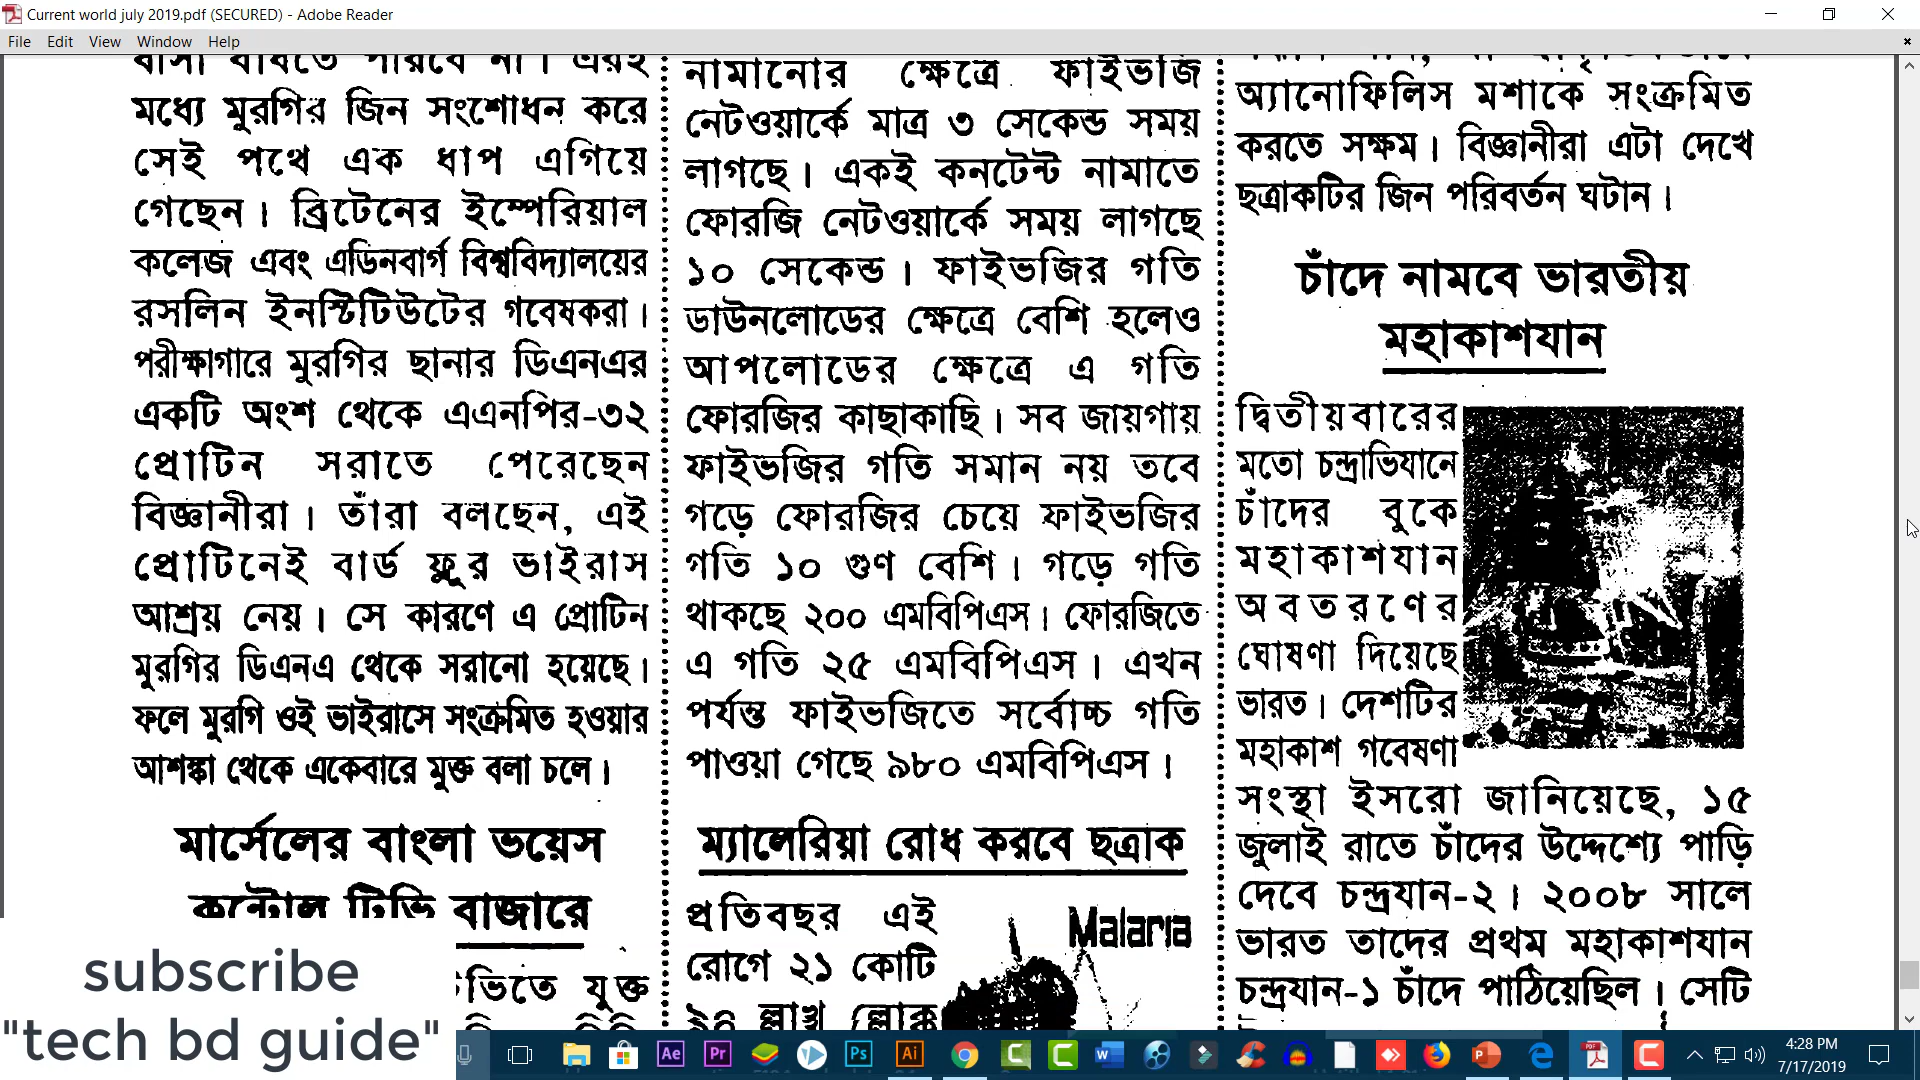 Current world july 2019.pdf (SECURED) - Adobe Reader
File Edit View Window Help
বাসা বাঁধতে পারবে না। এরই
মধ্যে মুরগির জিন সংশোধন করে
সেই পথে এক ধাপ এগিয়ে
গেছেন। ব্রিটেনের ইম্পেরিয়াল
কলেজ এবং এডিনবার্গ বিশ্ববিদ্যালয়ের
রসলিন ইনস্টিটিউটের গবেষকরা।
পরীক্ষাগারে মুরগির ছানার ডিএনএর
একটি অংশ থেকে এএনপির-৩২
প্রোটিন সরাতে পেরেছেন
বিজ্ঞানীরা। তাঁরা বলছেন, এই
প্রোটিনেই বার্ড ফ্লুর ভাইরাস
আশ্রয় নেয়। সে কারণে এ প্রোটিন
মুরগির ডিএনএ থেকে সরানো হয়েছে।
ফলে মুরগি ওই ভাইরাসে সংক্রমিত হওয়ার
আশঙ্কা থেকে একেবারে মুক্ত বলা চলে।
মার্সেলের বাংলা ভয়েস
কন্ট্রোল টিভি বাজারে
যুক্ত
নামানোর ক্ষেত্রে ফাইভজি
নেটওয়ার্কে মাত্র ৩ সেকেন্ড সময়
লাগছে। একই কনটেন্ট নামাতে
ফোরজি নেটওয়ার্কে সময় লাগছে
১০ সেকেন্ড। ফাইভজির গতি
ডাউনলোডের ক্ষেত্রে বেশি হলেও
আপলোডের ক্ষেত্রে এ গতি
ফোরজির কাছাকাছি। সব জায়গায়
ফাইভজির গতি সমান নয় তবে
গড়ে ফোরজির চেয়ে ফাইভজির
গতি ১০ গুণ বেশি। গড়ে গতি
থাকছে ২০০ এমবিপিএস। ফোরজিতে
এ গতি ২৫ এমবিপিএস। এখন
পর্যন্ত ফাইভজিতে সর্বোচ্চ গতি
পাওয়া গেছে ৯৮০ এমবিপিএস।
ম্যালেরিয়া রোধ করবে ছত্রাক
প্রতিবছর এই
রোগে ২১ কোটি
৯০ লাখ লোক
Malaria
অ্যানোফিলিস মশাকে সংক্রমিত
করতে সক্ষম। বিজ্ঞানীরা এটা দেখে
ছত্রাকটির জিন পরিবর্তন ঘটান।
চাঁদে নামবে ভারতীয়
মহাকাশযান
দ্বিতীয়বারের
মতো চন্দ্রাভিযানে
চাঁদের বুকে
মহাকাশযান
অবতরণের
ঘোষণা দিয়েছে
ভারত। দেশটির
মহাকাশ গবেষণা
সংস্থা ইসরো জানিয়েছে, ১৫
জুলাই রাতে চাঁদের উদ্দেশ্যে পাড়ি
দেবে চন্দ্রযান-২। ২০০৮ সালে
ভারত তাদের প্রথম মহাকাশযান
চন্দ্রযান-১ চাঁদে পাঠিয়েছিল। সেটি
subscribe
"tech bd guide"
4:28 PM
7/17/2019